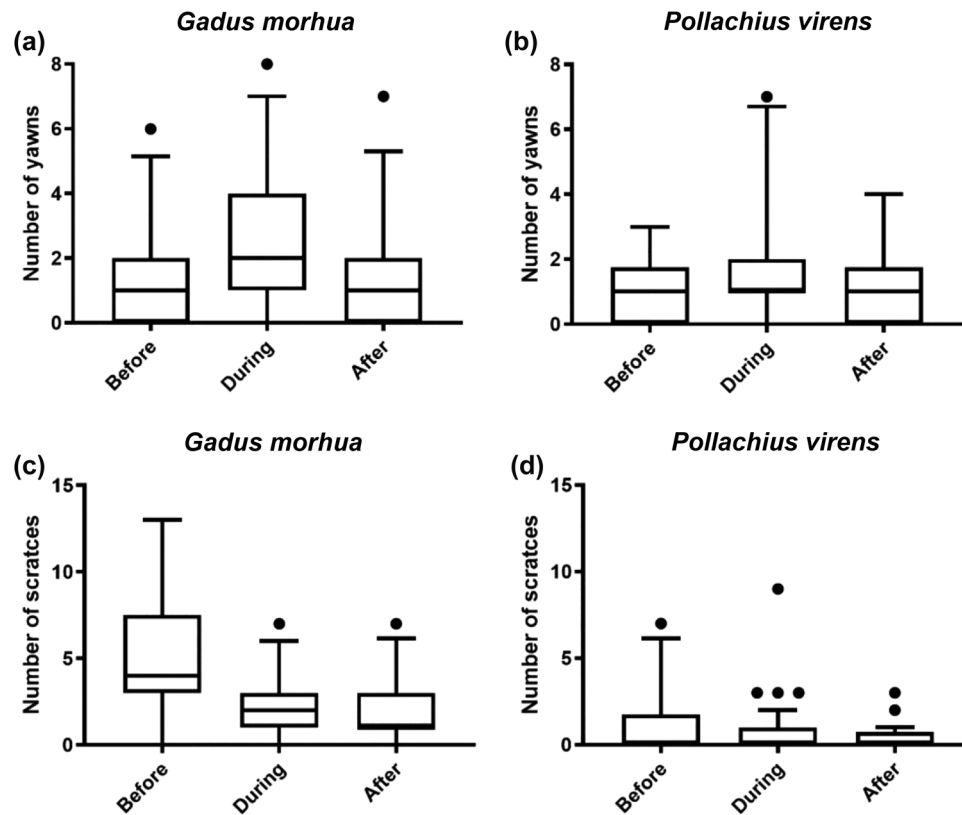 Gadus morhua
(a)
Number of yawns
8
6
4
2
0
Before
During
After
Pollachius virens
(b)
Number of yawns
8
6
4
2
0
Before
During
After
Gadus morhua
(c)
Number of scratces
15
10
5
0
Before
During
After
Pollachius virens
(d)
Number of scratces
15
10
5
0
Before
During
After